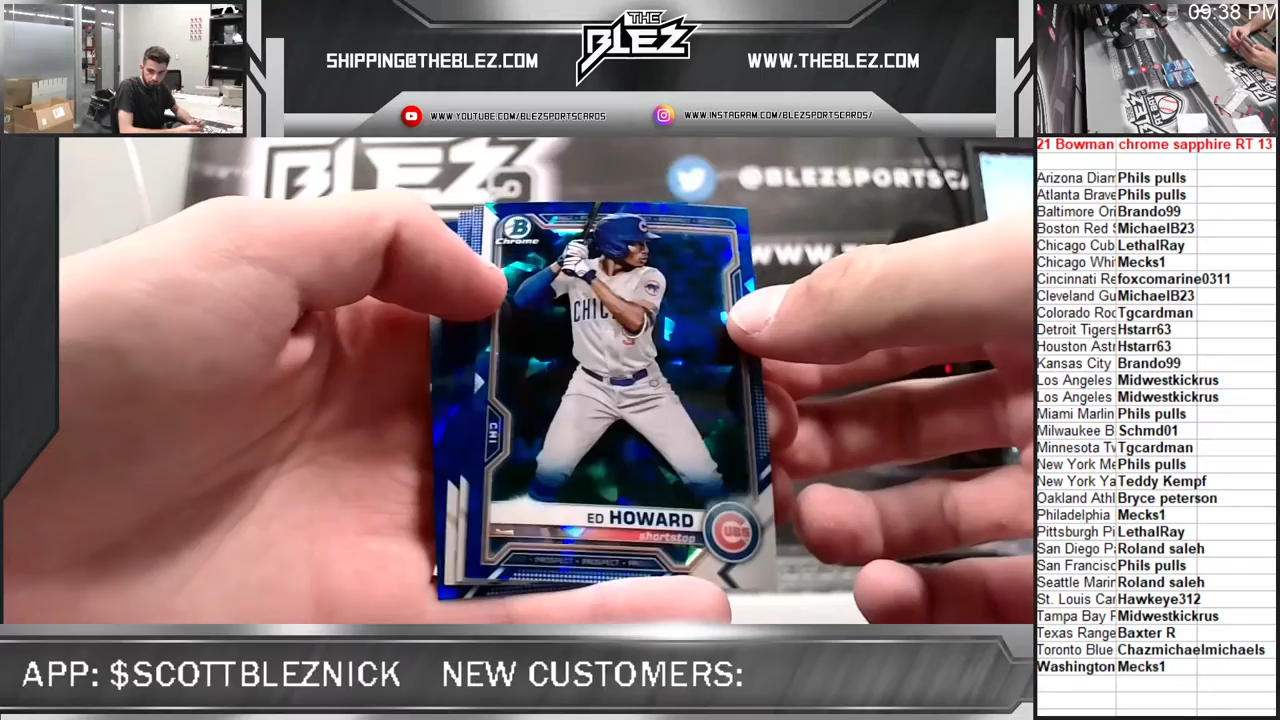 09:38 PM
THE
BLEZ
SHIPPING@THEBLEZ.COM
WWW.THEBLEZ.COM
WWW.YOUTUBE.COM/BLEZSPORTSCARDS
WWW.INSTAGRAM.COM/BLEZSPORTSCARDS/
BLEZ
@BLEZSPORTSCA
WWW.
B
Chrome
CHIC
CHI
ED HOWARD
shortstop
CUBS
PROSPECT • PROSPECT
21 Bowman chrome sapphire RT 13
Arizona Diam Phils pulls
Atlanta Brave Phils pulls
Baltimore Ori Brando99
Boston Red S MichaelB23
Chicago Cub LethalRay
Chicago Whi Mecks1
Cincinnati Re foxcomarine0311
Cleveland Gu MichaelB23
Colorado Roc Tgcardman
Detroit Tigers Hstarr63
Houston Astr Hstarr63
Kansas City Brando99
Los Angeles Midwestkickrus
Los Angeles Midwestkickrus
Miami Marlin Phils pulls
Milwaukee B Schmd01
Minnesota Tw Tgcardman
New York Me Phils pulls
New York Ya Teddy Kempf
Oakland Athl Bryce peterson
Philadelphia Mecks1
Pittsburgh Pi LethalRay
San Diego P Roland saleh
San Francisc Phils pulls
Seattle Marin Roland saleh
St. Louis Car Hawkeye312
Tampa Bay R Midwestkickrus
Texas Range Baxter R
Toronto Blue Chazmichaelmichaels
Washington Mecks1
APP: $SCOTTBLEZNICK NEW CUSTOMERS: